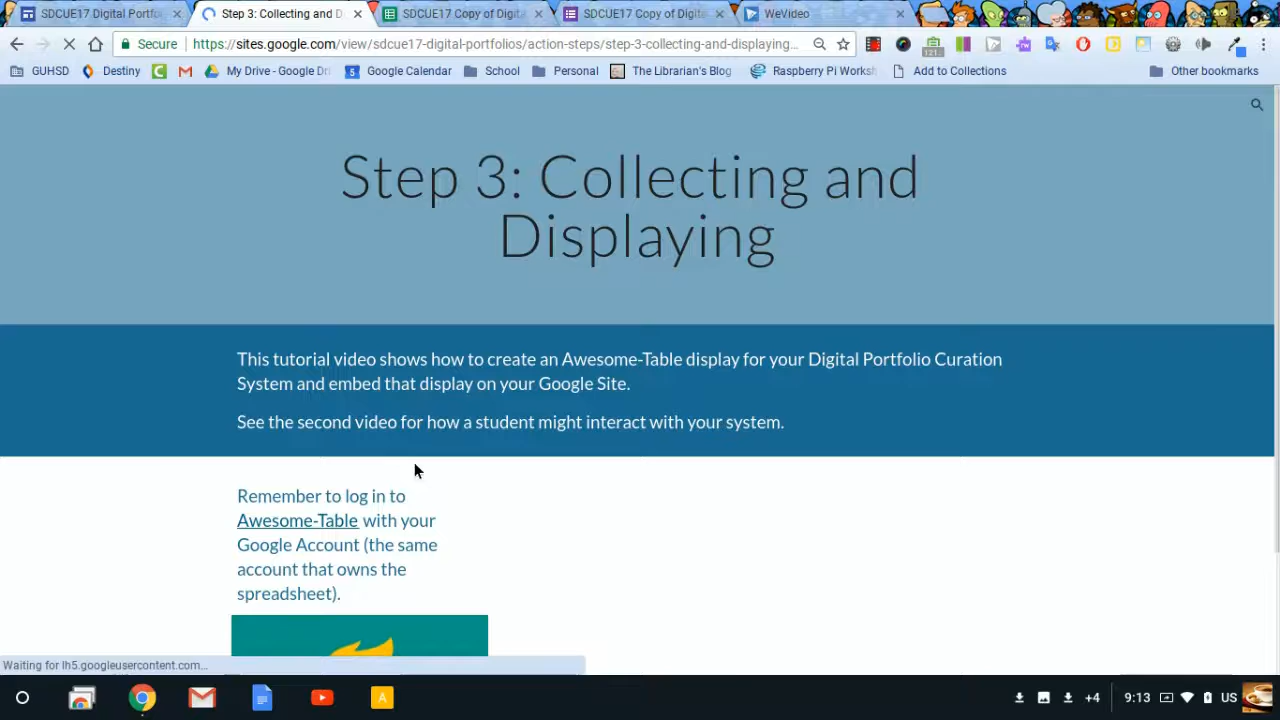 SDCUE17 Digital Portfo
Step 3: Collecting and D
SDCUE17 Copy of Digita
SDCUE17 Copy of Digita
WeVideo
Secure
https://sites.google.com/view/sdcue17-digital-portfolios/action-steps/step-3-collecting-and-displaying...
GUHSD
Destiny
My Drive - Google Dri
Google Calendar
School
Personal
The Librarian's Blog
Raspberry Pi Worksh
Add to Collections
Other bookmarks
Step 3: Collecting and
Displaying
This tutorial video shows how to create an Awesome-Table display for your Digital Portfolio Curation
System and embed that display on your Google Site.
See the second video for how a student might interact with your system.
Remember to log in to
Awesome-Table with your
Google Account (the same
account that owns the
spreadsheet).
Waiting for lh5.googleusercontent.com...
+4
9:13
US